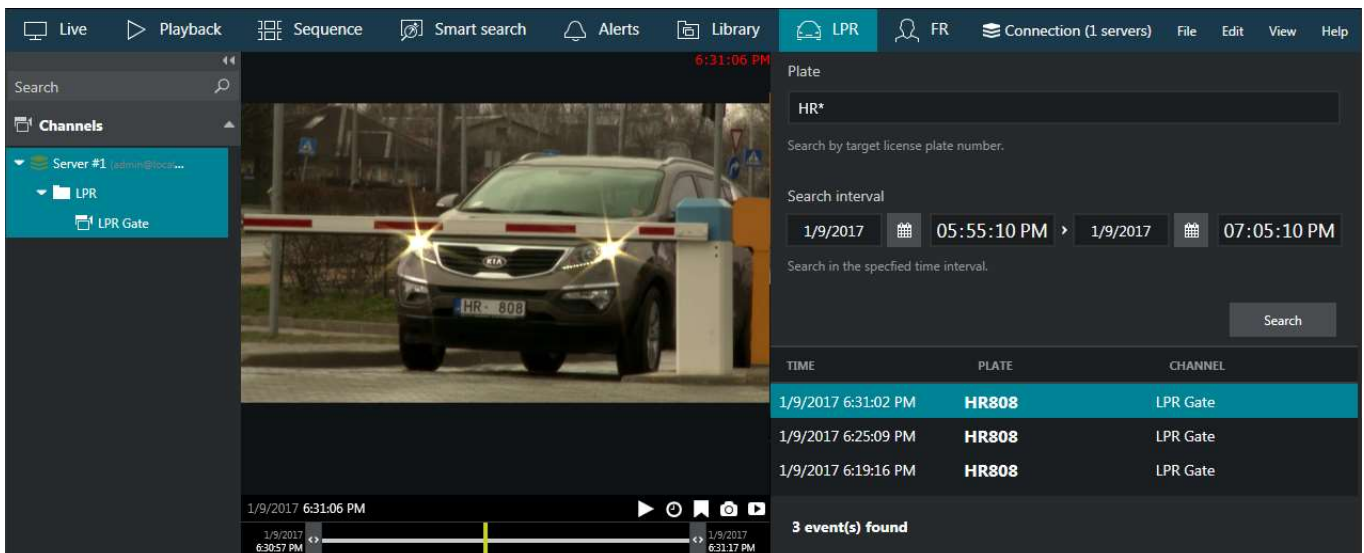 Live Playback Sequence Smart search Alerts Library LPR FR Connection (1 servers) File Edit View Help
Search
Channels
Server #1 (admin@local...
LPR
LPR Gate
6:31:06 PM
KIA
HR- 808
1/9/2017 6:31:06 PM
1/9/2017
6:30:57 PM
1/9/2017
6:31:17 PM
Plate
HR*
Search by target license plate number.
Search interval
1/9/2017 05:55:10 PM > 1/9/2017 07:05:10 PM
Search in the specfied time interval.
Search
TIME PLATE CHANNEL
1/9/2017 6:31:02 PM HR808 LPR Gate
1/9/2017 6:25:09 PM HR808 LPR Gate
1/9/2017 6:19:16 PM HR808 LPR Gate
3 event(s) found